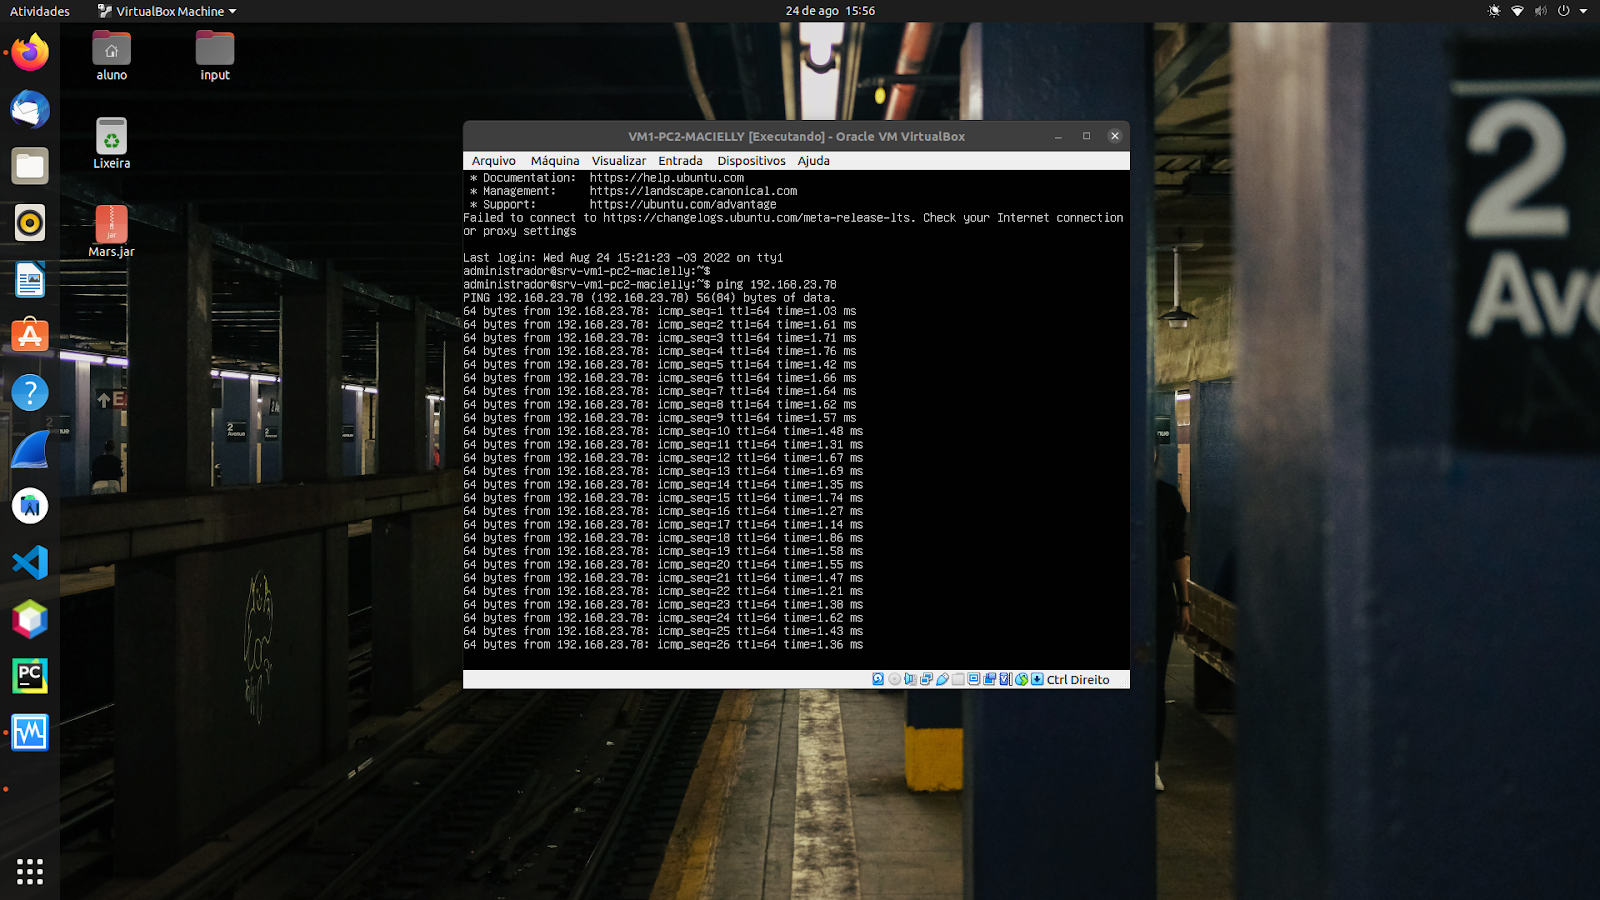 Atividades
VirtualBox Machine
24 de ago 15:56
aluno
input
Lixeira
jar
Mars.jar
VM1-PC2-MACIELLY [Executando] - Oracle VM VirtualBox
Arquivo Máquina Visualizar Entrada Dispositivos Ajuda
* Documentation: https://help.ubuntu.com
* Management: https://landscape.canonical.com
* Support: https://ubuntu.com/advantage
Failed to connect to https://changelogs.ubuntu.com/meta-release-lts. Check your Internet connection
or proxy settings
Last login: Wed Aug 24 15:21:23 -03 2022 on tty1
administrador@srv-vm1-pc2-macielly:~$
administrador@srv-vm1-pc2-macielly:~$ ping 192.168.23.78
PING 192.168.23.78 (192.168.23.78) 56(84) bytes of data.
64 bytes from 192.168.23.78: icmp_seq=1 ttl=64 time=1.03 ms
64 bytes from 192.168.23.78: icmp_seq=2 ttl=64 time=1.61 ms
64 bytes from 192.168.23.78: icmp_seq=3 ttl=64 time=1.71 ms
64 bytes from 192.168.23.78: icmp_seq=4 ttl=64 time=1.76 ms
64 bytes from 192.168.23.78: icmp_seq=5 ttl=64 time=1.42 ms
64 bytes from 192.168.23.78: icmp_seq=6 ttl=64 time=1.66 ms
64 bytes from 192.168.23.78: icmp_seq=7 ttl=64 time=1.64 ms
64 bytes from 192.168.23.78: icmp_seq=8 ttl=64 time=1.62 ms
64 bytes from 192.168.23.78: icmp_seq=9 ttl=64 time=1.57 ms
64 bytes from 192.168.23.78: icmp_seq=10 ttl=64 time=1.48 ms
64 bytes from 192.168.23.78: icmp_seq=11 ttl=64 time=1.31 ms
64 bytes from 192.168.23.78: icmp_seq=12 ttl=64 time=1.67 ms
64 bytes from 192.168.23.78: icmp_seq=13 ttl=64 time=1.69 ms
64 bytes from 192.168.23.78: icmp_seq=14 ttl=64 time=1.35 ms
64 bytes from 192.168.23.78: icmp_seq=15 ttl=64 time=1.74 ms
64 bytes from 192.168.23.78: icmp_seq=16 ttl=64 time=1.27 ms
64 bytes from 192.168.23.78: icmp_seq=17 ttl=64 time=1.14 ms
64 bytes from 192.168.23.78: icmp_seq=18 ttl=64 time=1.86 ms
64 bytes from 192.168.23.78: icmp_seq=19 ttl=64 time=1.58 ms
64 bytes from 192.168.23.78: icmp_seq=20 ttl=64 time=1.55 ms
64 bytes from 192.168.23.78: icmp_seq=21 ttl=64 time=1.47 ms
64 bytes from 192.168.23.78: icmp_seq=22 ttl=64 time=1.21 ms
64 bytes from 192.168.23.78: icmp_seq=23 ttl=64 time=1.38 ms
64 bytes from 192.168.23.78: icmp_seq=24 ttl=64 time=1.62 ms
64 bytes from 192.168.23.78: icmp_seq=25 ttl=64 time=1.43 ms
64 bytes from 192.168.23.78: icmp_seq=26 ttl=64 time=1.36 ms
Ctrl Direito
2
Ave
2
Avenue
PC